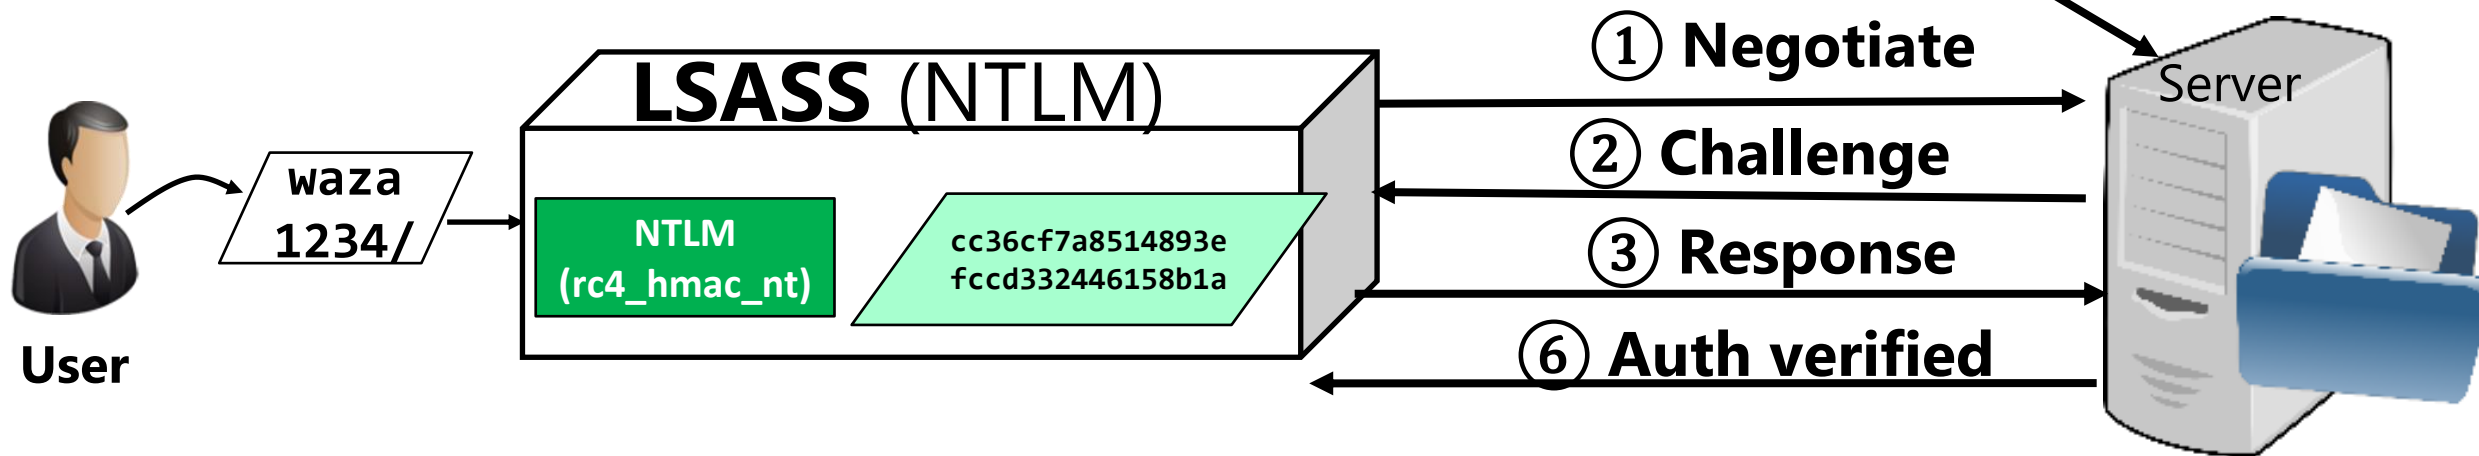 User
waza
1234/
LSASS (NTLM)
NTLM
(rc4_hmac_nt)
cc36cf7a8514893e
fccd332446158b1a
① Negotiate
② Challenge
③ Response
⑥ Auth verified
Server